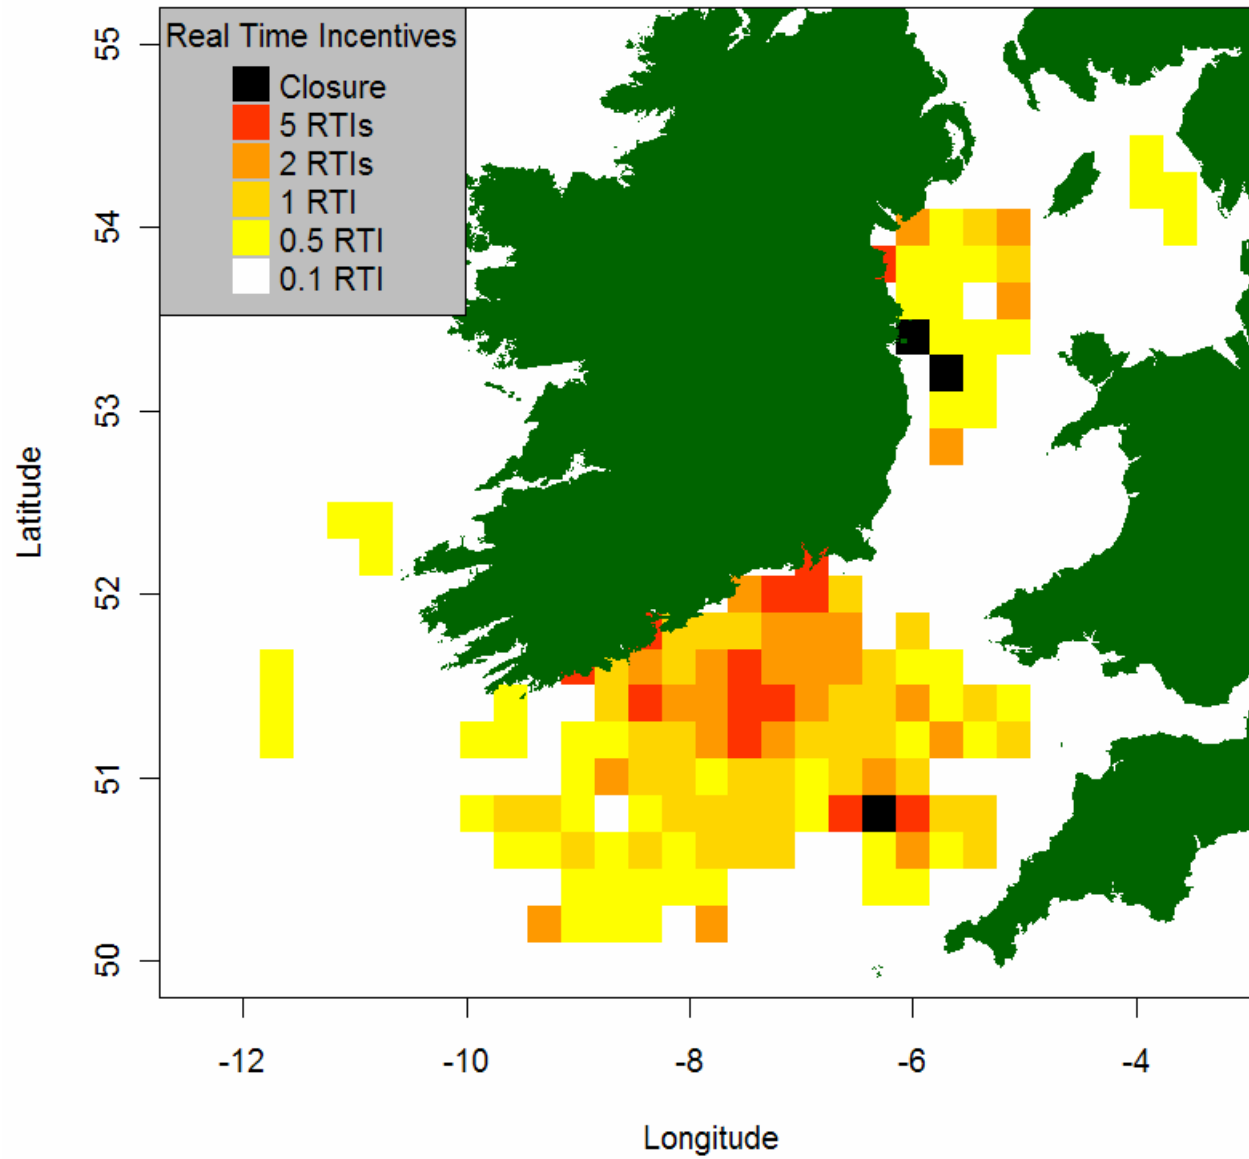 Real Time Incentives
Closure
5 RTIs
2 RTIs
1 RTI
0.5 RTI
0.1 RTI
55
54
53
52
51
50
Latitude
-12
-10
-8
-6
-4
Longitude